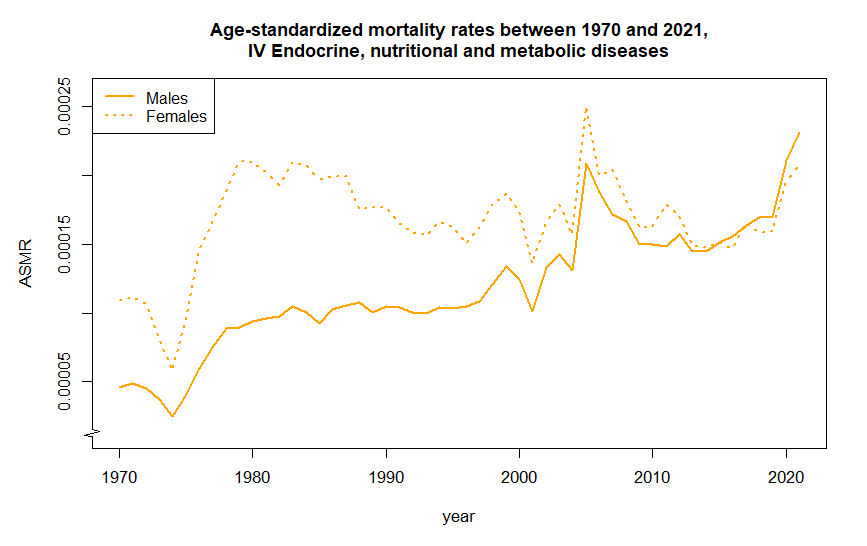 Age-standardized mortality rates between 1970 and 2021,
IV Endocrine, nutritional and metabolic diseases
Males
Females
0.00025
0.00015
0.00005
ASMR
1970 1980 1990 2000 2010 2020
year